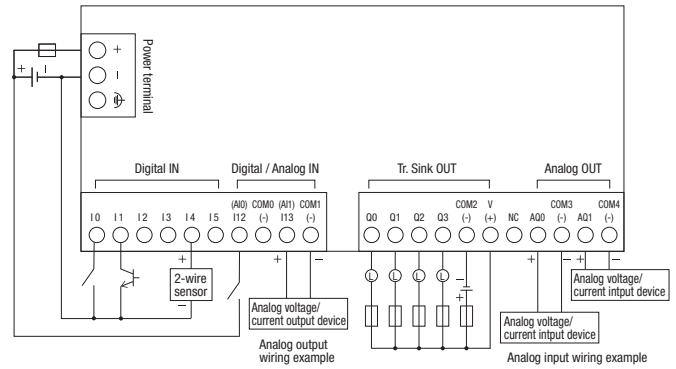 +
−
Power terminal
+ −
Digital IN
Digital / Analog IN
Tr. Sink OUT
Analog OUT
(AI0) COM0 (AI1) COM1
I0 I1 I2 I3 I4 I5 I12 (-) I13 (-)
COM2 V COM3 COM4
Q0 Q1 Q2 Q3 (-) (+) NC AQ0 (-) AQ1 (-)
+
2-wire
sensor
−
+ −
Analog voltage/
current output device
Analog output
wiring example
L L L L
−
+
+ −
Analog voltage/
current intput device
+ −
Analog voltage/
current intput device
Analog input wiring example